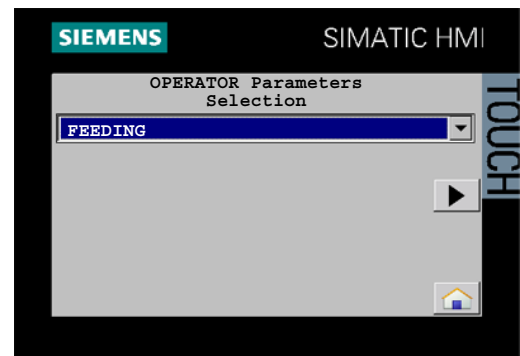 SIEMENS
SIMATIC HMI
OPERATOR Parameters
Selection
FEEDING
TOUCH